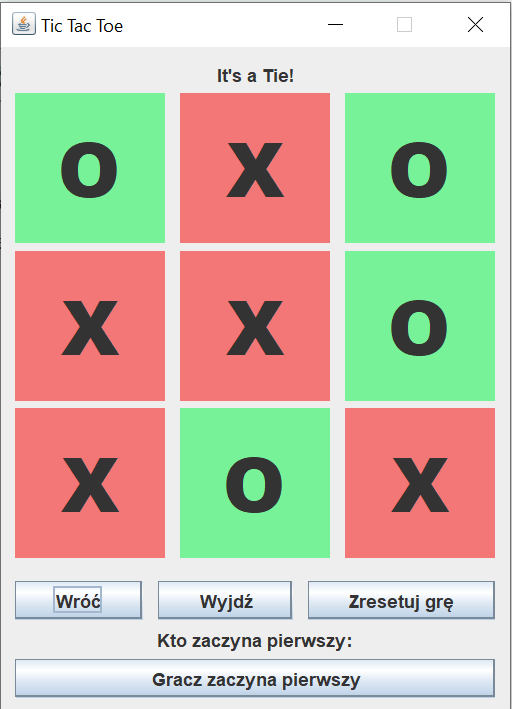 Tic Tac Toe
It's a Tie!
o x o
x x o
x o x
Wróć Wyjdź Zresetuj grę
Kto zaczyna pierwszy:
Gracz zaczyna pierwszy